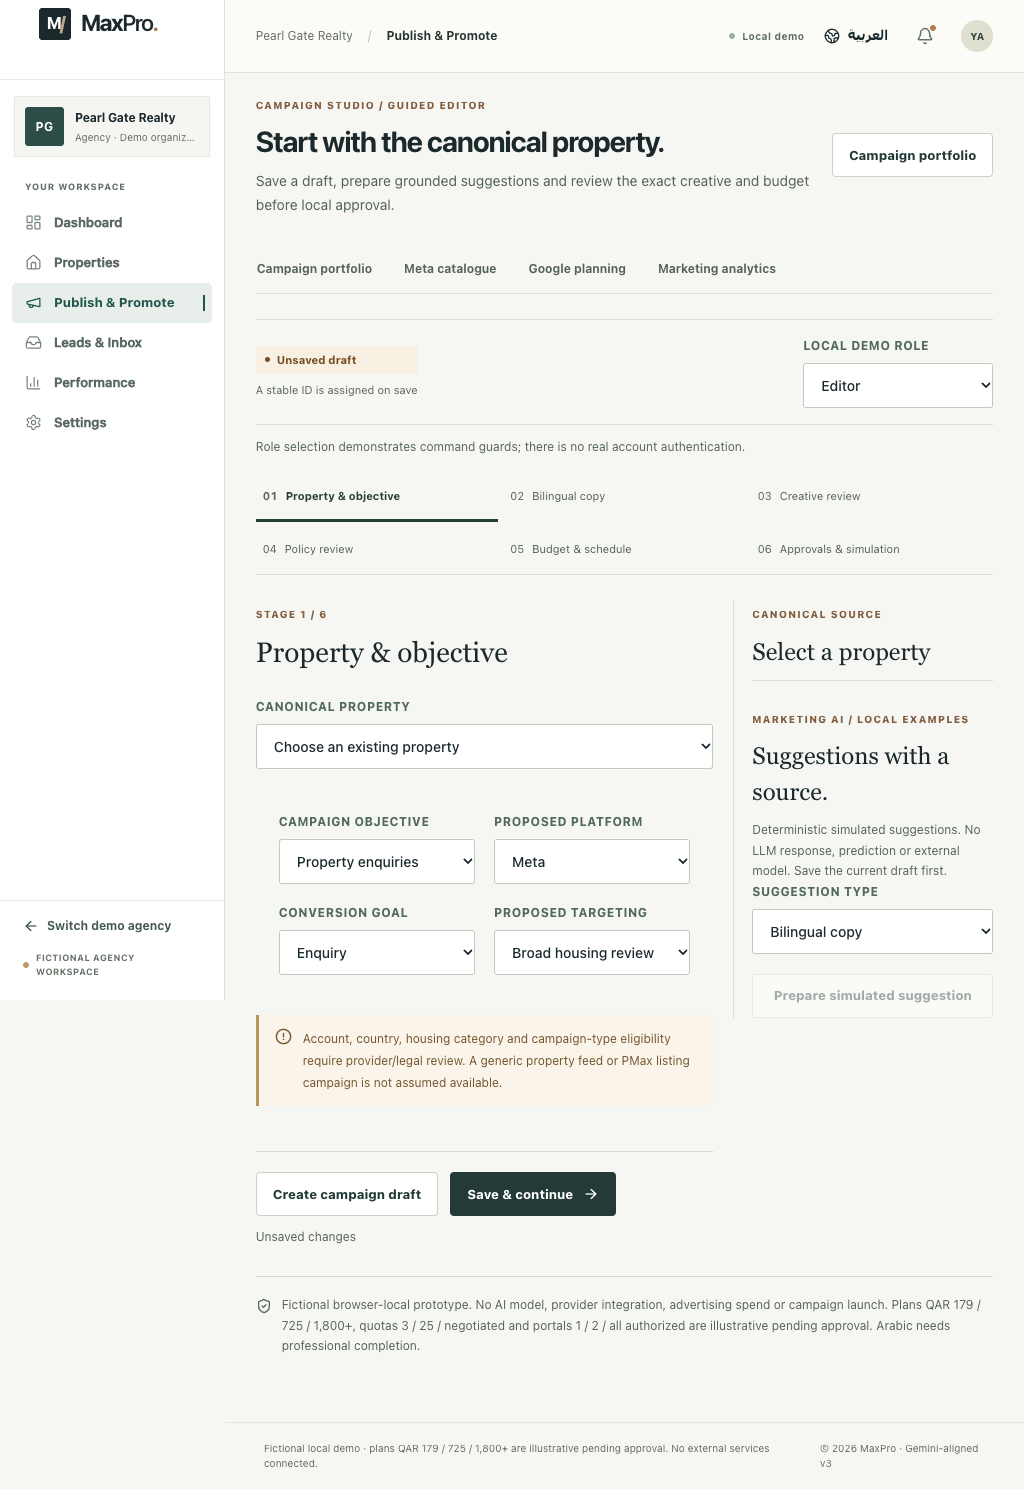 M/ MaxPro.
PG
Pearl Gate Realty
Agency · Demo organiz...
YOUR WORKSPACE
Dashboard
Properties
Publish & Promote
Leads & Inbox
Performance
Settings
Switch demo agency
FICTIONAL AGENCY
WORKSPACE
Pearl Gate Realty / Publish & Promote
Local demo
العربية
YA
CAMPAIGN STUDIO / GUIDED EDITOR
Start with the canonical property.
Save a draft, prepare grounded suggestions and review the exact creative and budget
before local approval.
Campaign portfolio
Campaign portfolio Meta catalogue Google planning Marketing analytics
Unsaved draft
A stable ID is assigned on save
LOCAL DEMO ROLE
Editor
Role selection demonstrates command guards; there is no real account authentication.
01 Property & objective
02 Bilingual copy
03 Creative review
04 Policy review
05 Budget & schedule
06 Approvals & simulation
STAGE 1 / 6
Property & objective
CANONICAL PROPERTY
Choose an existing property
CAMPAIGN OBJECTIVE
Property enquiries
PROPOSED PLATFORM
Meta
CONVERSION GOAL
Enquiry
PROPOSED TARGETING
Broad housing review
Account, country, housing category and campaign-type eligibility
require provider/legal review. A generic property feed or PMax listing
campaign is not assumed available.
Create campaign draft
Save & continue
Unsaved changes
CANONICAL SOURCE
Select a property
MARKETING AI / LOCAL EXAMPLES
Suggestions with a
source.
Deterministic simulated suggestions. No
LLM response, prediction or external
model. Save the current draft first.
SUGGESTION TYPE
Bilingual copy
Prepare simulated suggestion
Fictional browser-local prototype. No AI model, provider integration, advertising spend or campaign launch. Plans QAR 179 /
725 / 1,800+, quotas 3 / 25 / negotiated and portals 1 / 2 / all authorized are illustrative pending approval. Arabic needs
professional completion.
Fictional local demo · plans QAR 179 / 725 / 1,800+ are illustrative pending approval. No external services
connected.
© 2026 MaxPro · Gemini-aligned
v3